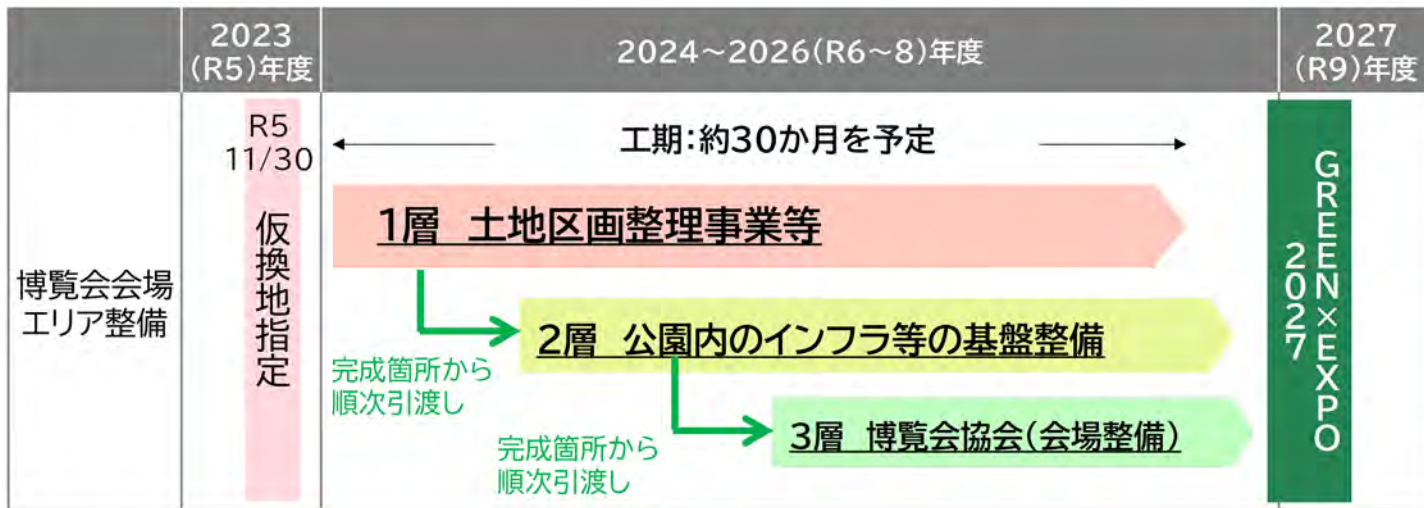 2023
(R5)年度
2024～2026(R6～8)年度
2027
(R9)年度
博覧会会場
エリア整備
R5
11/30
仮換地指定
工期：約30か月を予定
1層　土地区画整理事業等
完成箇所から
順次引渡し
2層　公園内のインフラ等の基盤整備
完成箇所から
順次引渡し
3層　博覧会協会(会場整備)
GREEN×EXPO
2027